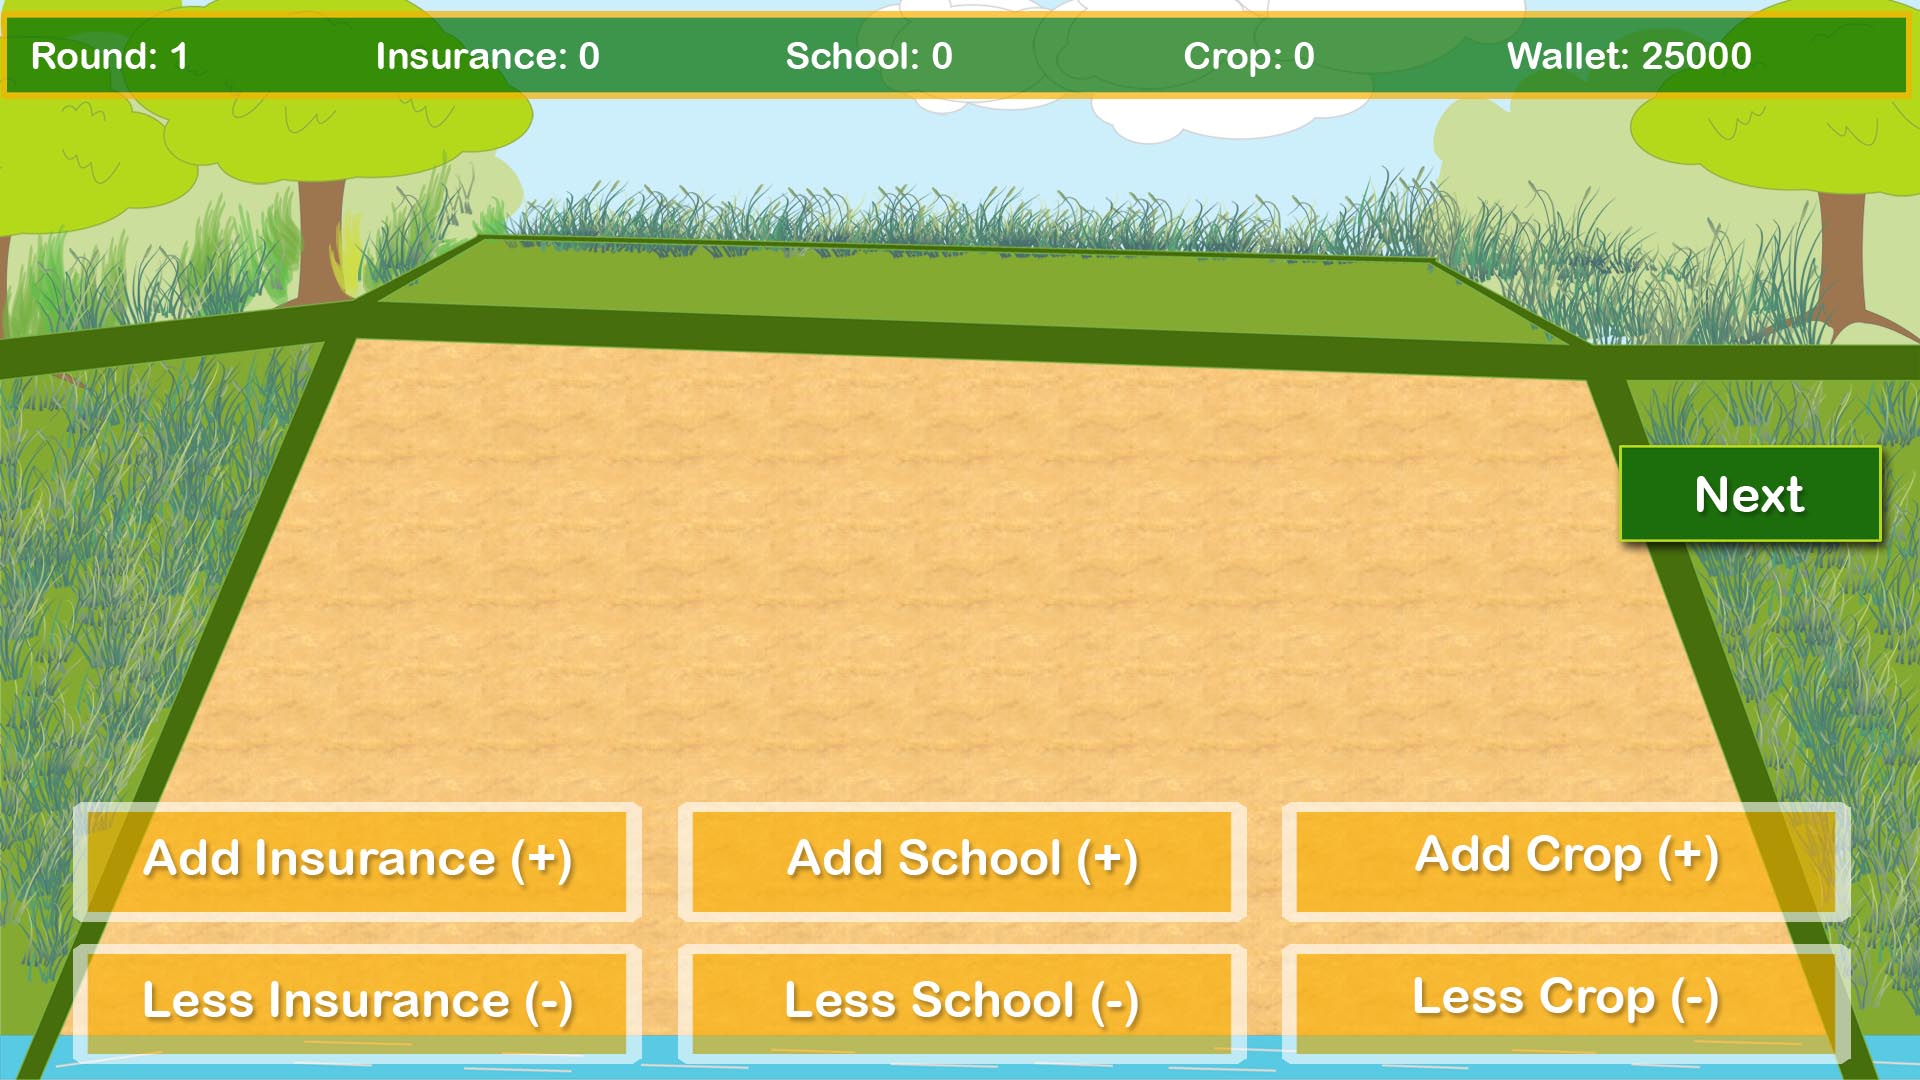 Round: 1 Insurance: 0 School: 0 Crop: 0 Wallet: 25000
Next
Add Insurance (+) Add School (+) Add Crop (+)
Less Insurance (-) Less School (-) Less Crop (-)